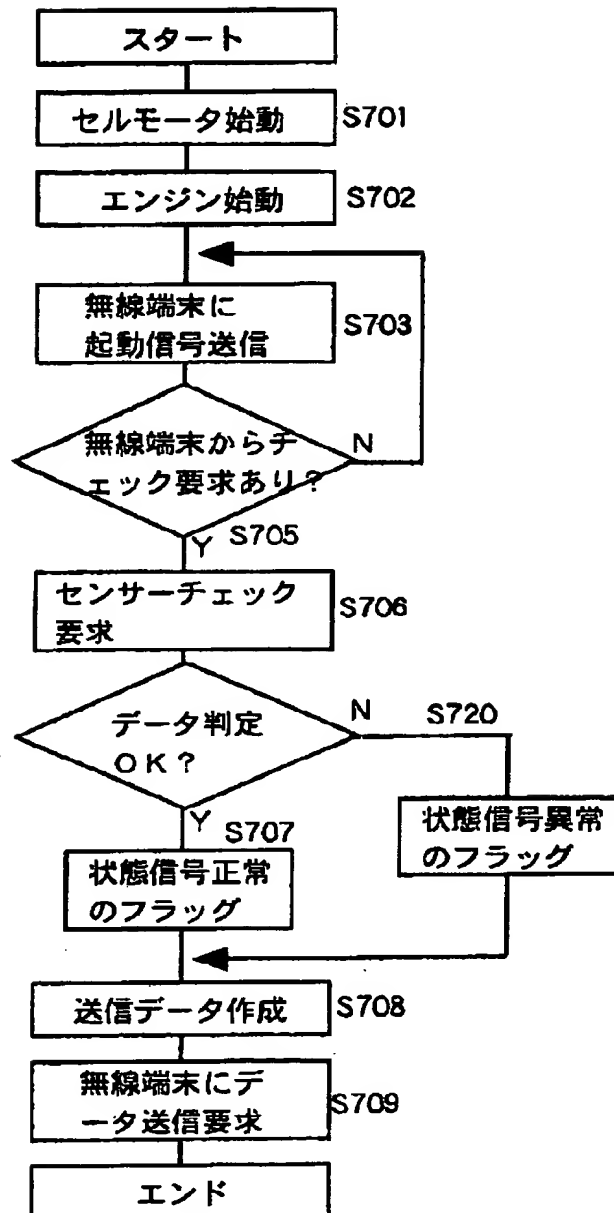 スタート
セルモータ始動 S701
エンジン始動 S702
無線端末に
起動信号送信 S703
無線端末からチ N
ェック要求あり？
Y S705
センサーチェック
要求 S706
データ判定 N S720
OK？
Y S707
状態信号異常
のフラッグ
状態信号正常
のフラッグ
送信データ作成 S708
無線端末にデ
ータ送信要求 S709
エンド